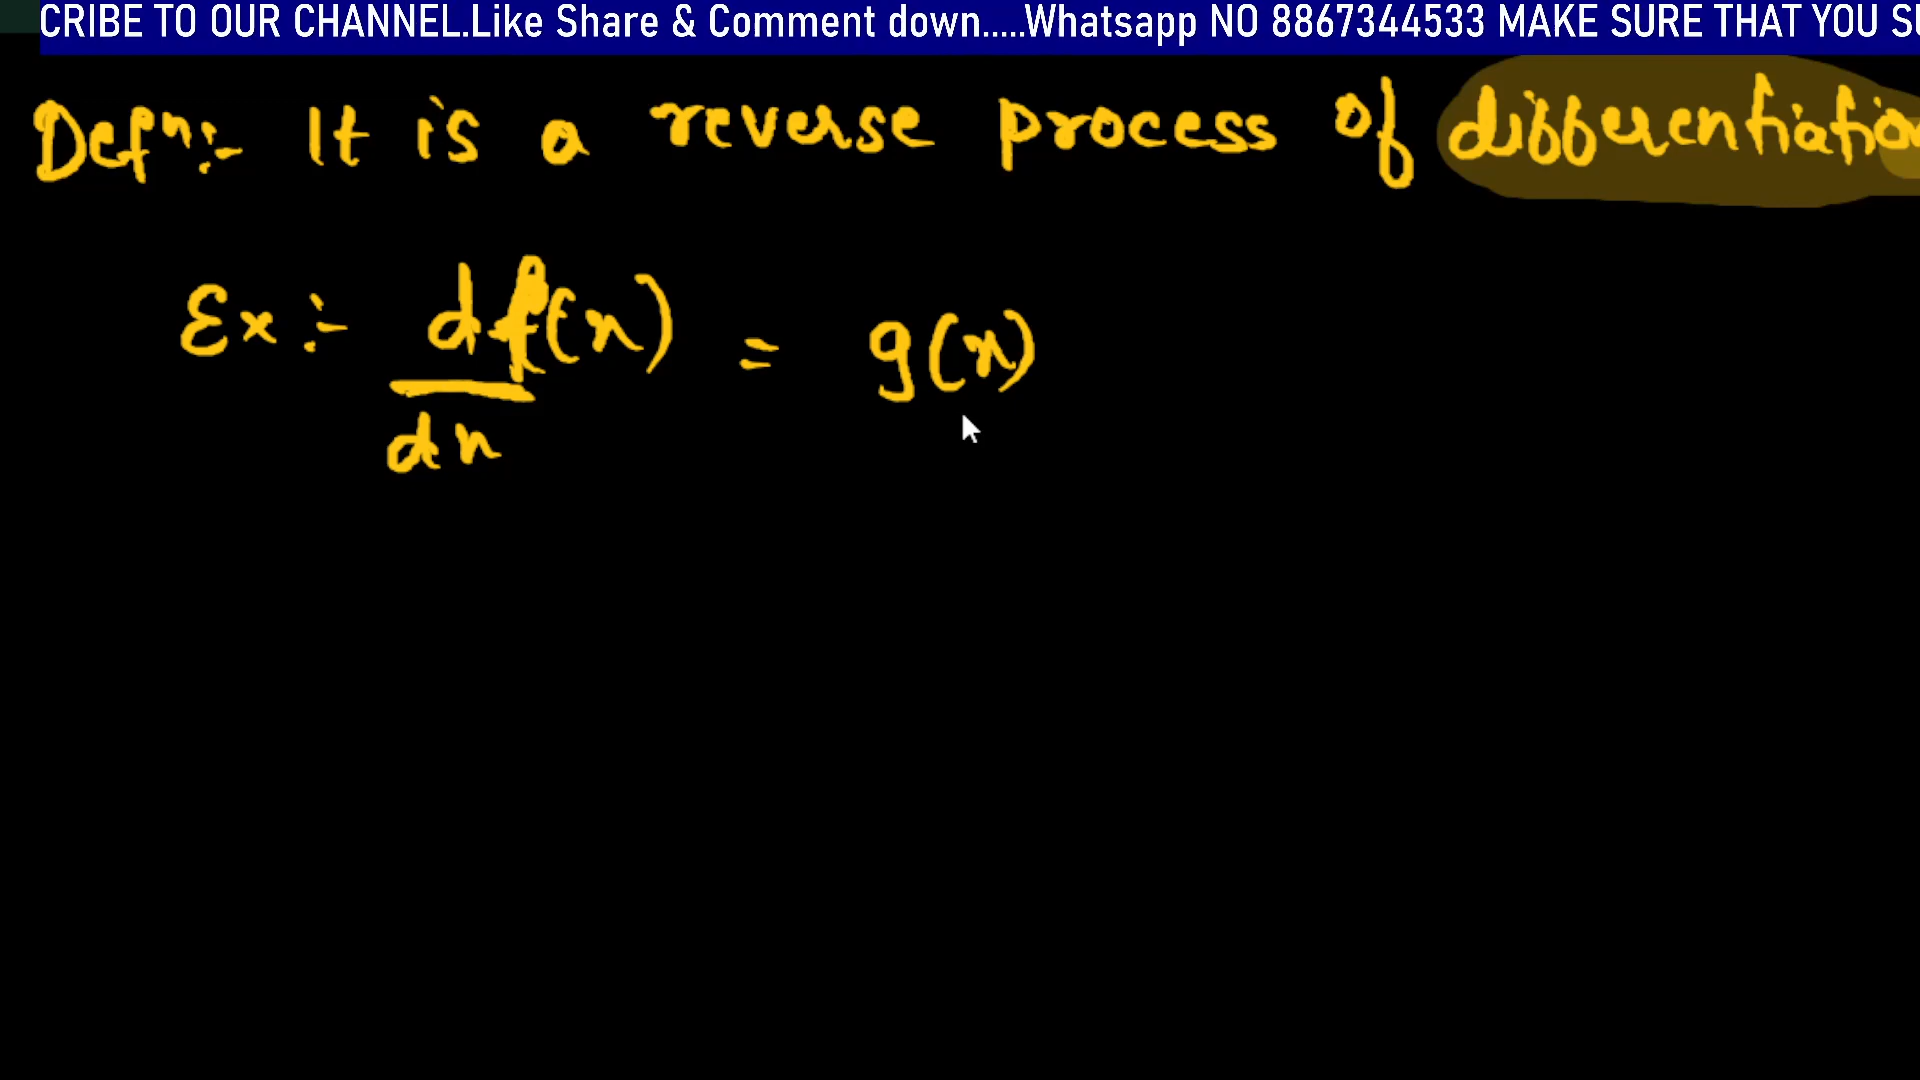 CRIBE TO OUR CHANNEL.Like Share & Comment down.....Whatsapp NO 8867344533 MAKE SURE THAT YOU S
Defn:- It is a reverse process of differentiation
Ex :- df(x) = g(x)
dx